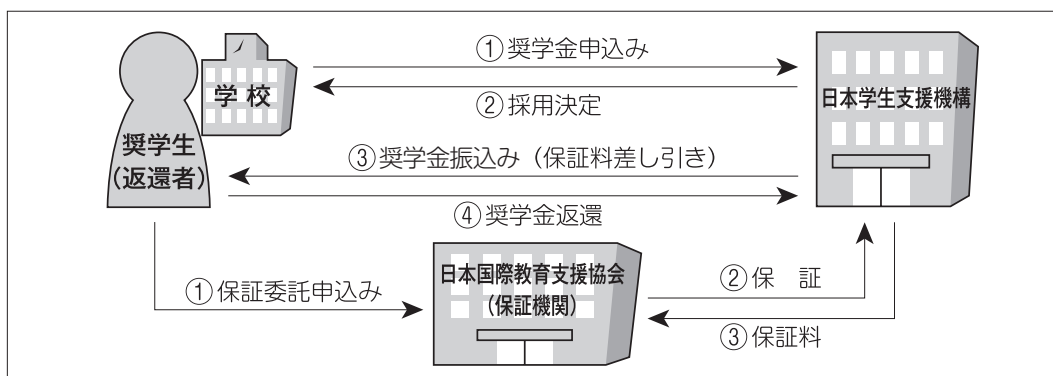 ①奨学金申込み
学校
②採用決定
日本学生支援機構
奨学生
(返還者)
③奨学金振込み(保証料差し引き)
④奨学金返還
①保証委託申込み
日本国際教育支援協会
(保証機関)
②保 証
③保証料